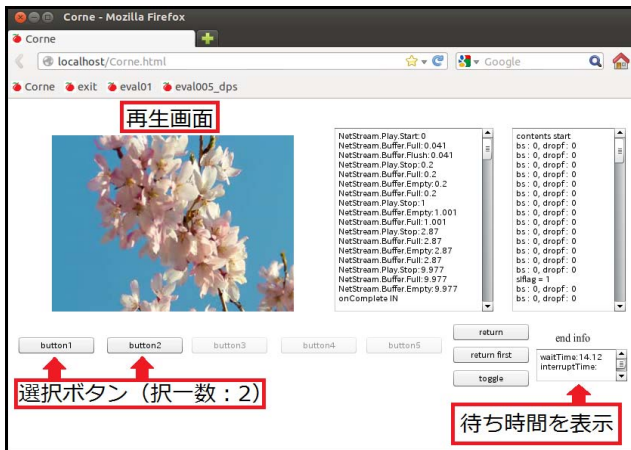 Corne - Mozilla Firefox
Corne
localhost/Corne.html
Google
Corne exit eval01 eval005_dps
再生画面
NetStream.Play.Start:0
NetStream.Buffer.Full:0.041
NetStream.Buffer.Flush:0.041
NetStream.Play.Stop:0.2
NetStream.Buffer.Full:0.2
NetStream.Buffer.Empty:0.2
NetStream.Buffer.Full:0.2
NetStream.Play.Stop:1
NetStream.Buffer.Empty:1.001
NetStream.Buffer.Full:1.001
NetStream.Play.Stop:2.87
NetStream.Buffer.Full:2.87
NetStream.Buffer.Empty:2.87
NetStream.Buffer.Full:2.87
NetStream.Play.Stop:9.977
NetStream.Buffer.Full:9.977
NetStream.Buffer.Empty:9.977
onComplete IN
contents start
bs : 0, dropf : 0
bs : 0, dropf : 0
bs : 0, dropf : 0
bs : 0, dropf : 0
bs : 0, dropf : 0
bs : 0, dropf : 0
bs : 0, dropf : 0
bs : 0, dropf : 0
bs : 0, dropf : 0
bs : 0, dropf : 0
bs : 0, dropf : 0
bs : 0, dropf : 0
bs : 0, dropf : 0
bs : 0, dropf : 0
slflag = 1
bs : 0, dropf : 0
bs : 0, dropf : 0
button1
button2
button3
button4
button5
return
return first
toggle
end info
waitTime:14.12
interruptTime:
選択ボタン（択一数：2）
待ち時間を表示